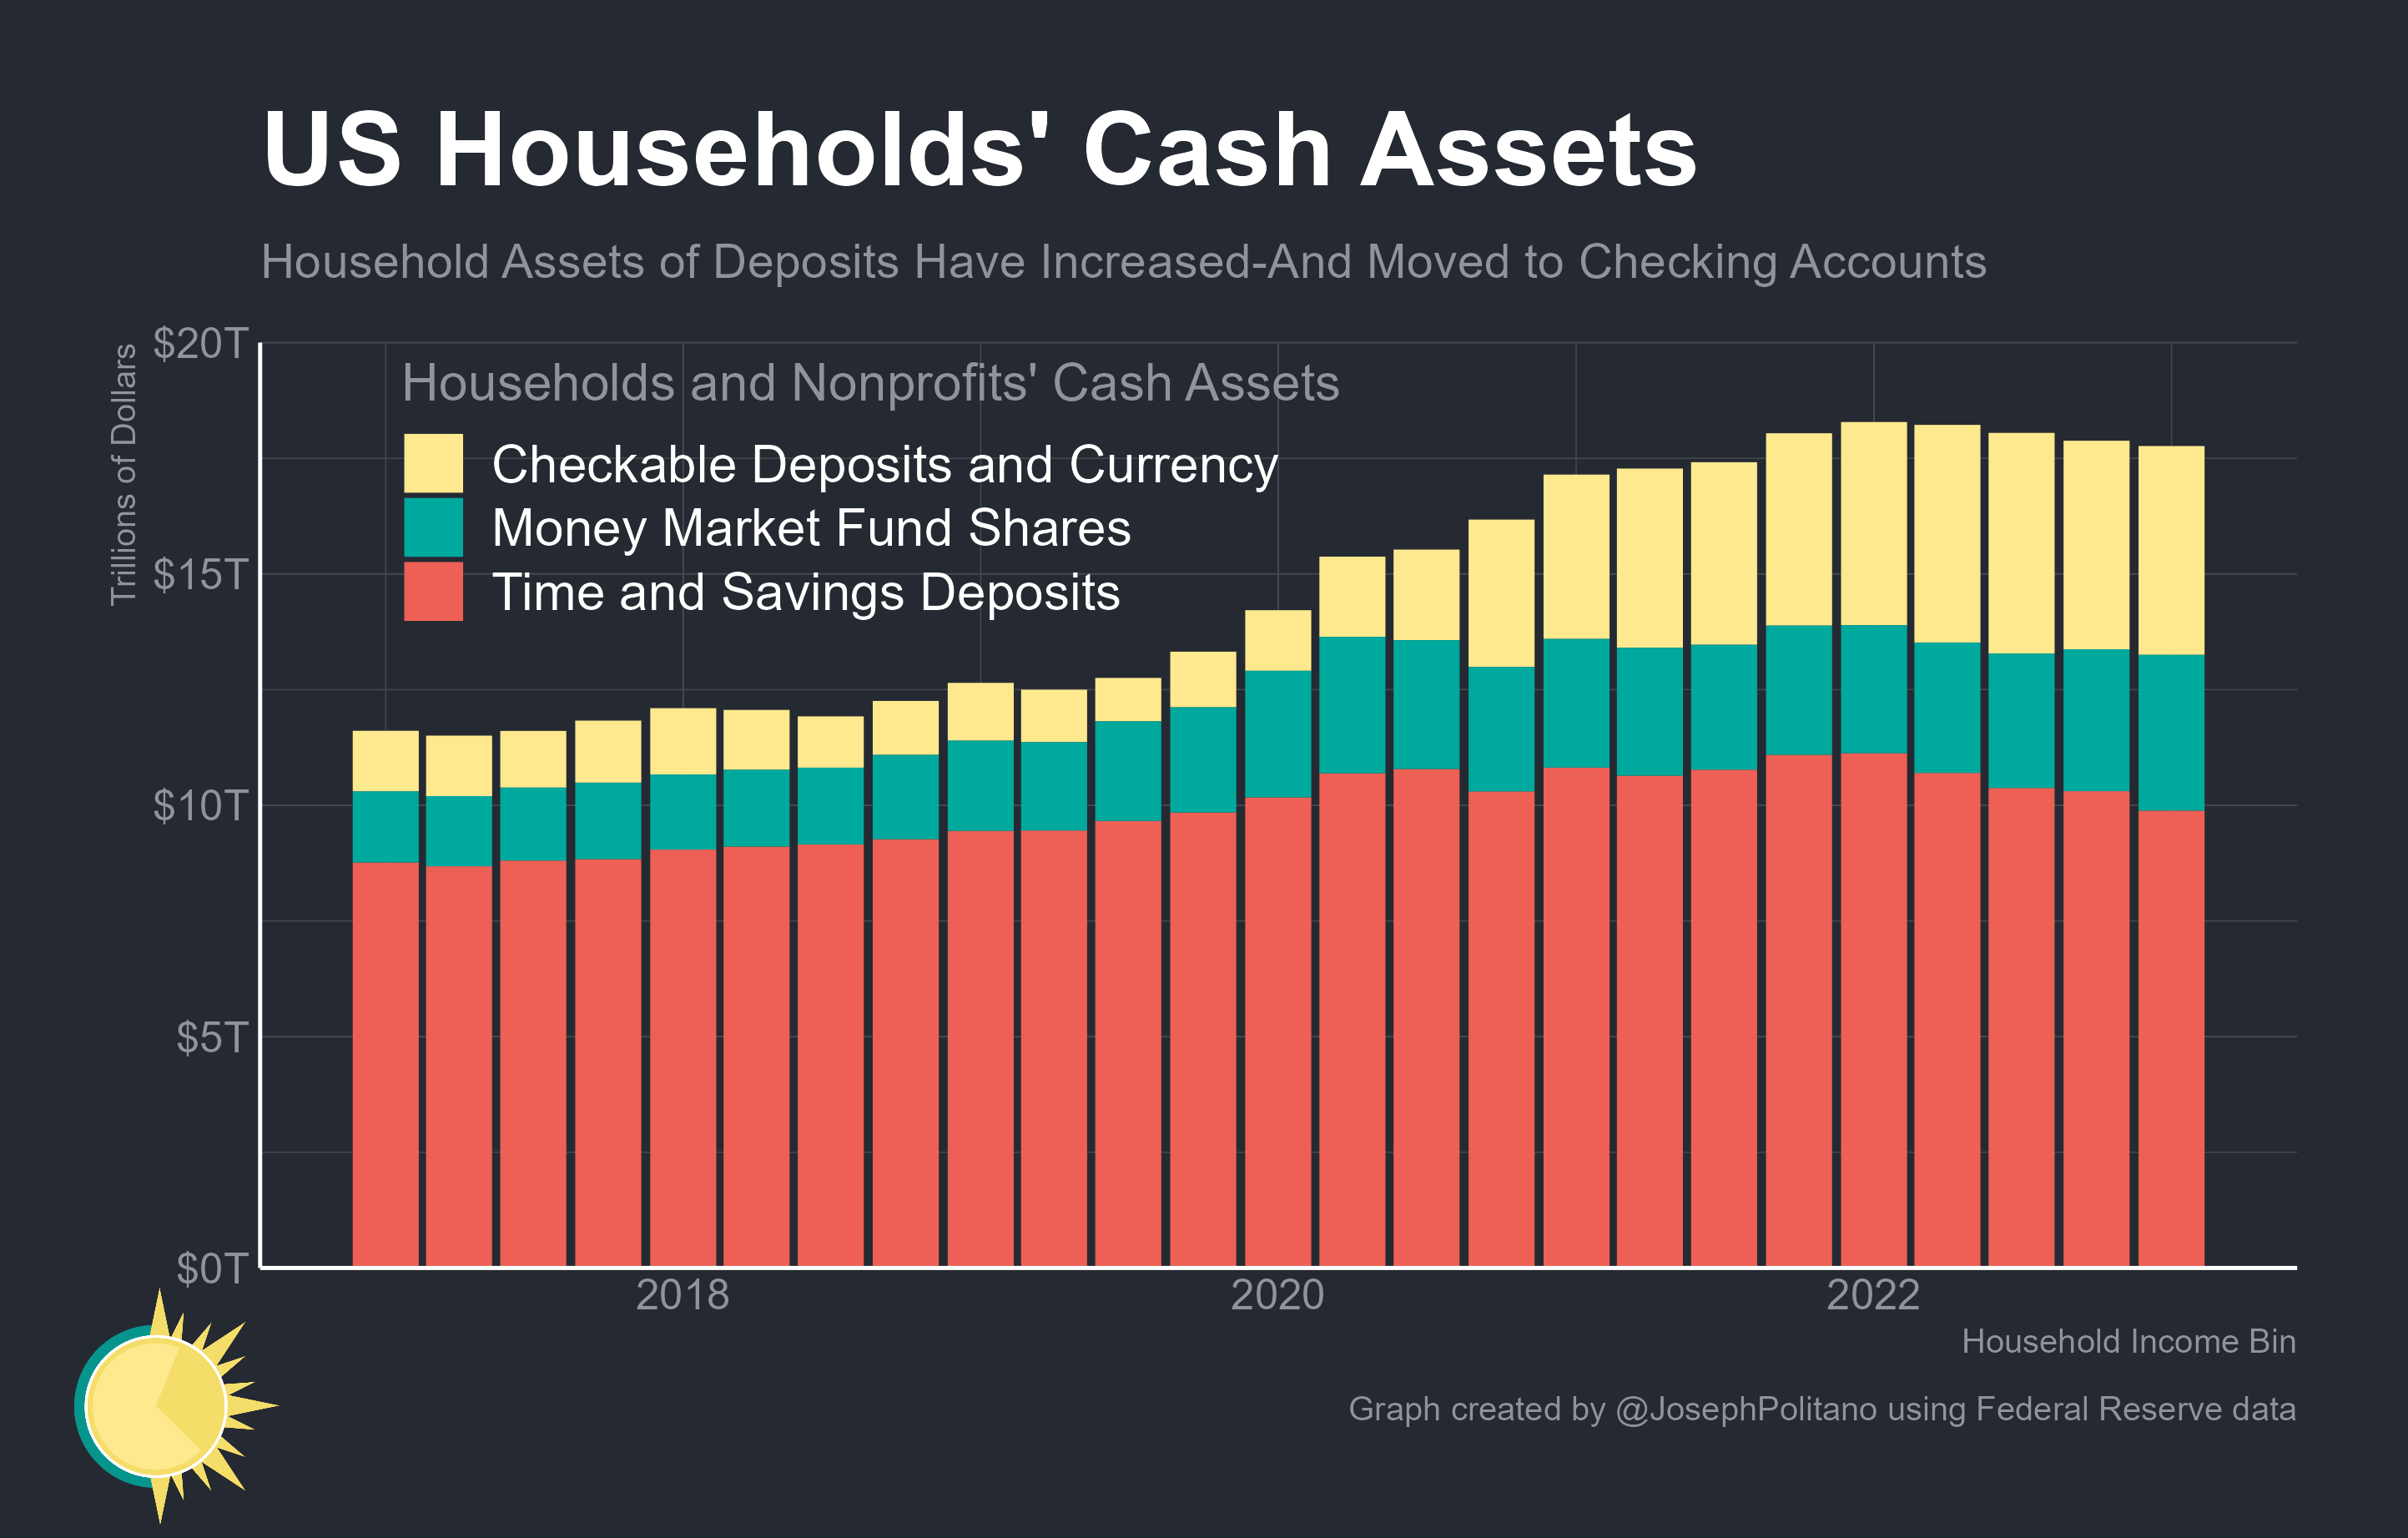 US Households' Cash Assets
Household Assets of Deposits Have Increased-And Moved to Checking Accounts
Trillions of Dollars
$20T
$15T
$10T
$5T
$0T
Households and Nonprofits' Cash Assets
Checkable Deposits and Currency
Money Market Fund Shares
Time and Savings Deposits
2018
2020
2022
Household Income Bin
Graph created by @JosephPolitano using Federal Reserve data